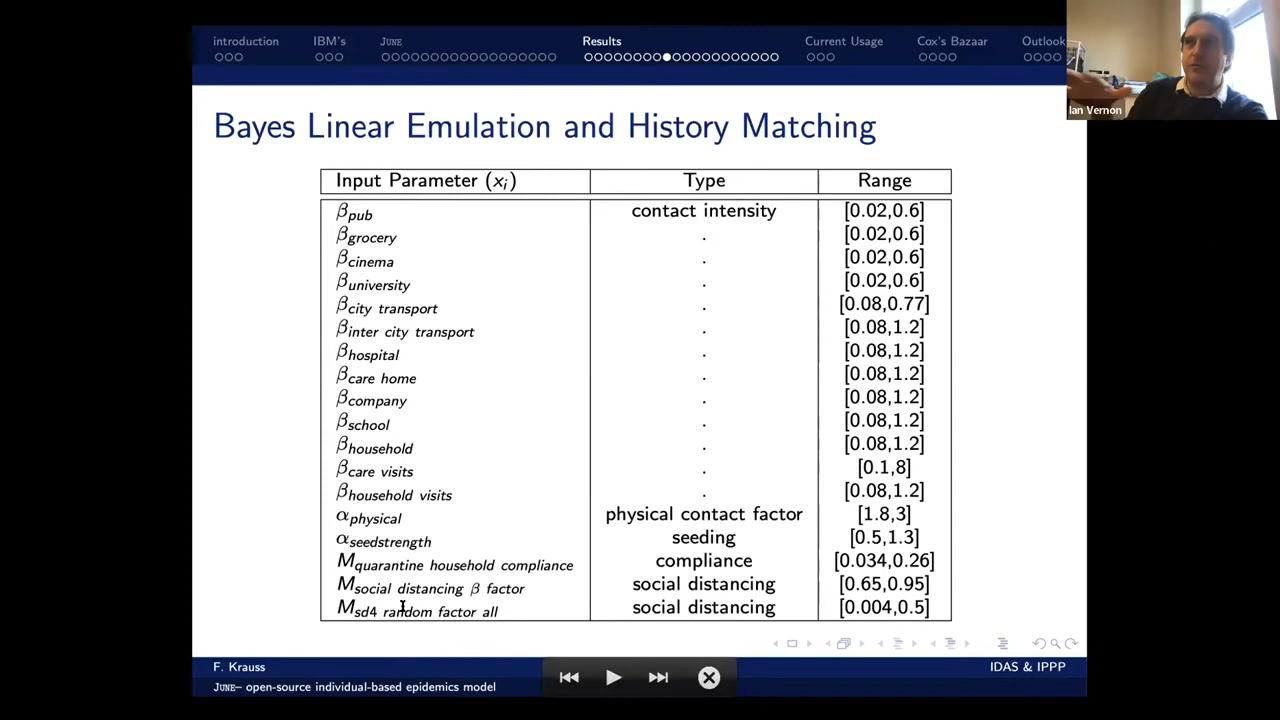 introduction IBM's JUNE Results Current Usage Cox's Bazaar Outlook
Ian Vernon
Bayes Linear Emulation and History Matching
Input Parameter (xi) Type Range
βpub contact intensity [0.02,0.6]
βgrocery . [0.02,0.6]
βcinema . [0.02,0.6]
βuniversity . [0.02,0.6]
βcity transport . [0.08,0.77]
βinter city transport . [0.08,1.2]
βhospital . [0.08,1.2]
βcare home . [0.08,1.2]
βcompany . [0.08,1.2]
βschool . [0.08,1.2]
βhousehold . [0.08,1.2]
βcare visits . [0.1,8]
βhousehold visits . [0.08,1.2]
αphysical physical contact factor [1.8,3]
αseedstrength seeding [0.5,1.3]
Mquarantine household compliance compliance [0.034,0.26]
Msocial distancing β factor social distancing [0.65,0.95]
Msd4 random factor all social distancing [0.004,0.5]
F. Krauss IDAS & IPPP
JUNE– open-source individual-based epidemics model